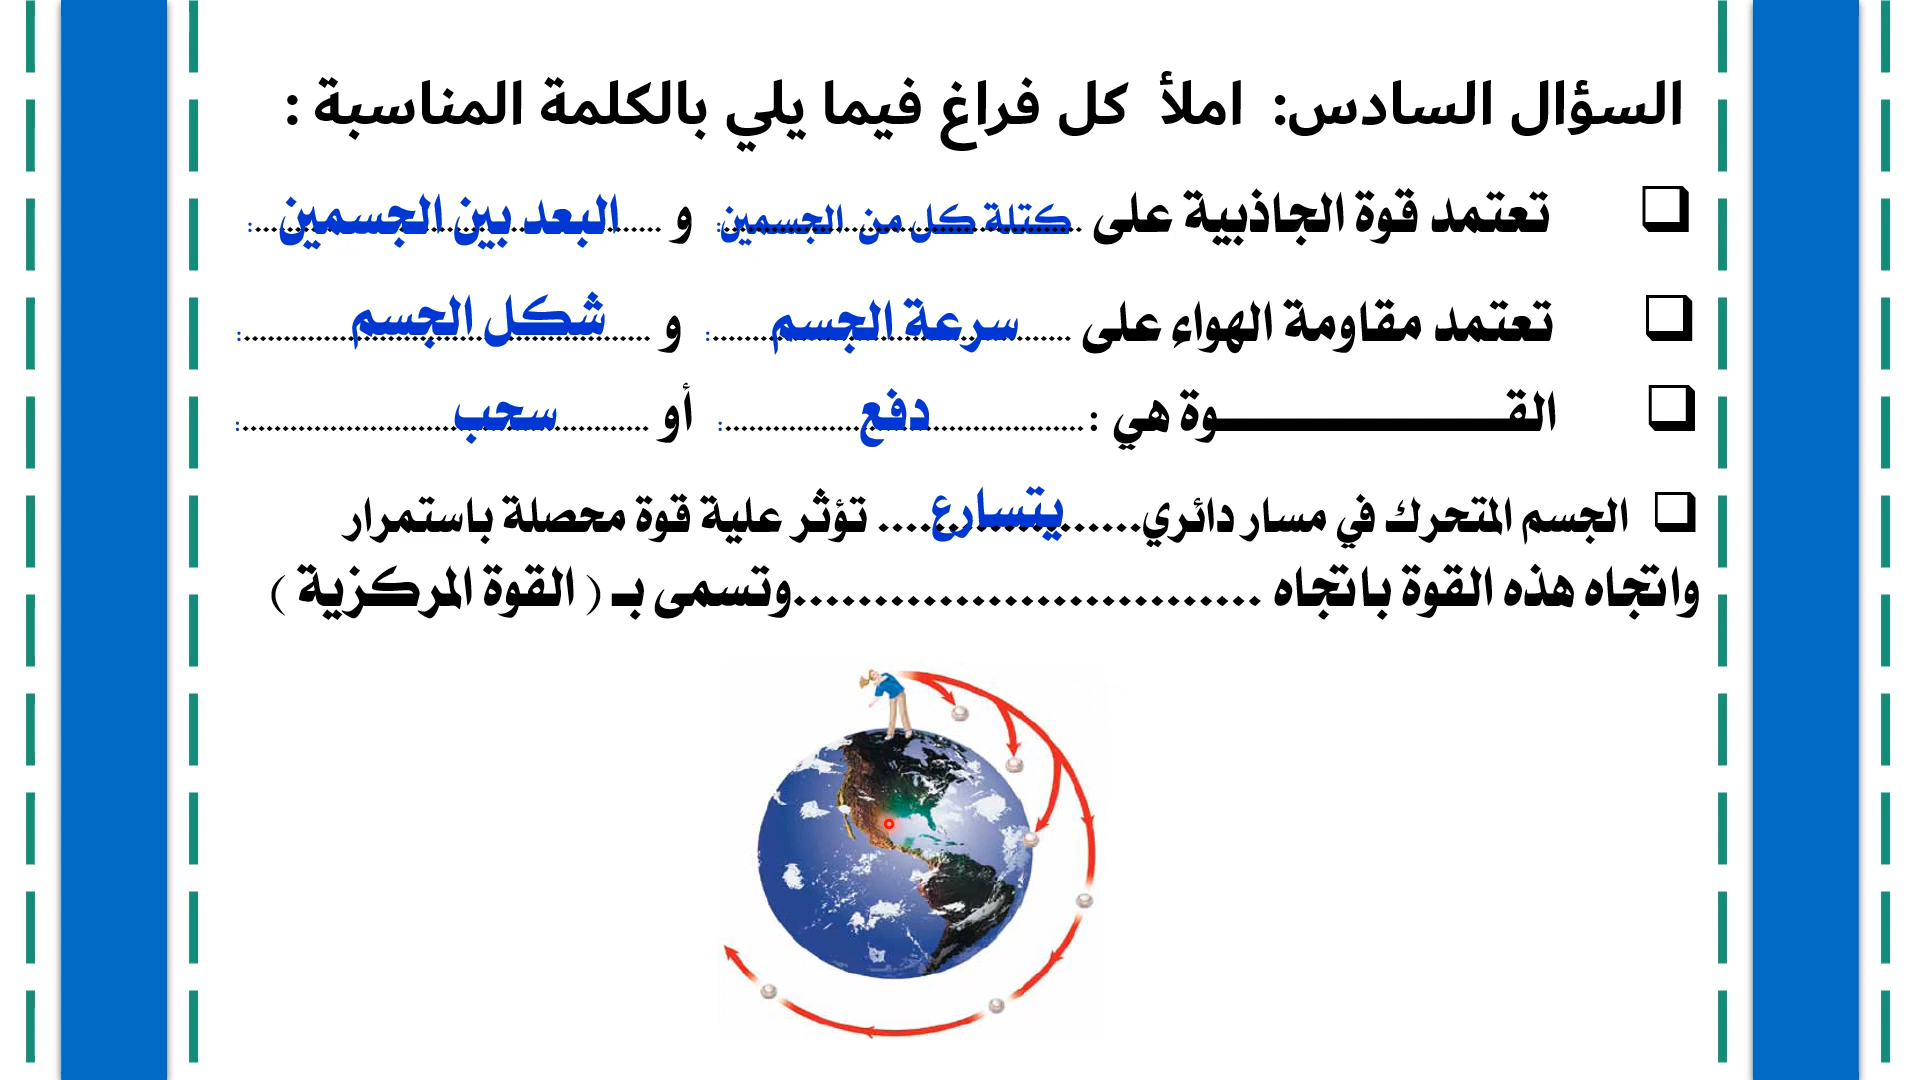 السؤال السادس: املأ كل فراغ فيما يلي بالكلمة المناسبة :
❑ تعتمد قوة الجاذبية على كتلة كل من الجسمين و البعد بين الجسمين
❑ تعتمد مقاومة الهواء على سرعة الجسم و شكل الجسم
❑ القـــــــــــــــــــــوة هي : دفع أو سحب
❑ الجسم المتحرك في مسار دائري......يتسارع.... تؤثر علية قوة محصلة باستمرار
واتجاه هذه القوة باتجاه ............................وتسمى بـ ( القوة المركزية )